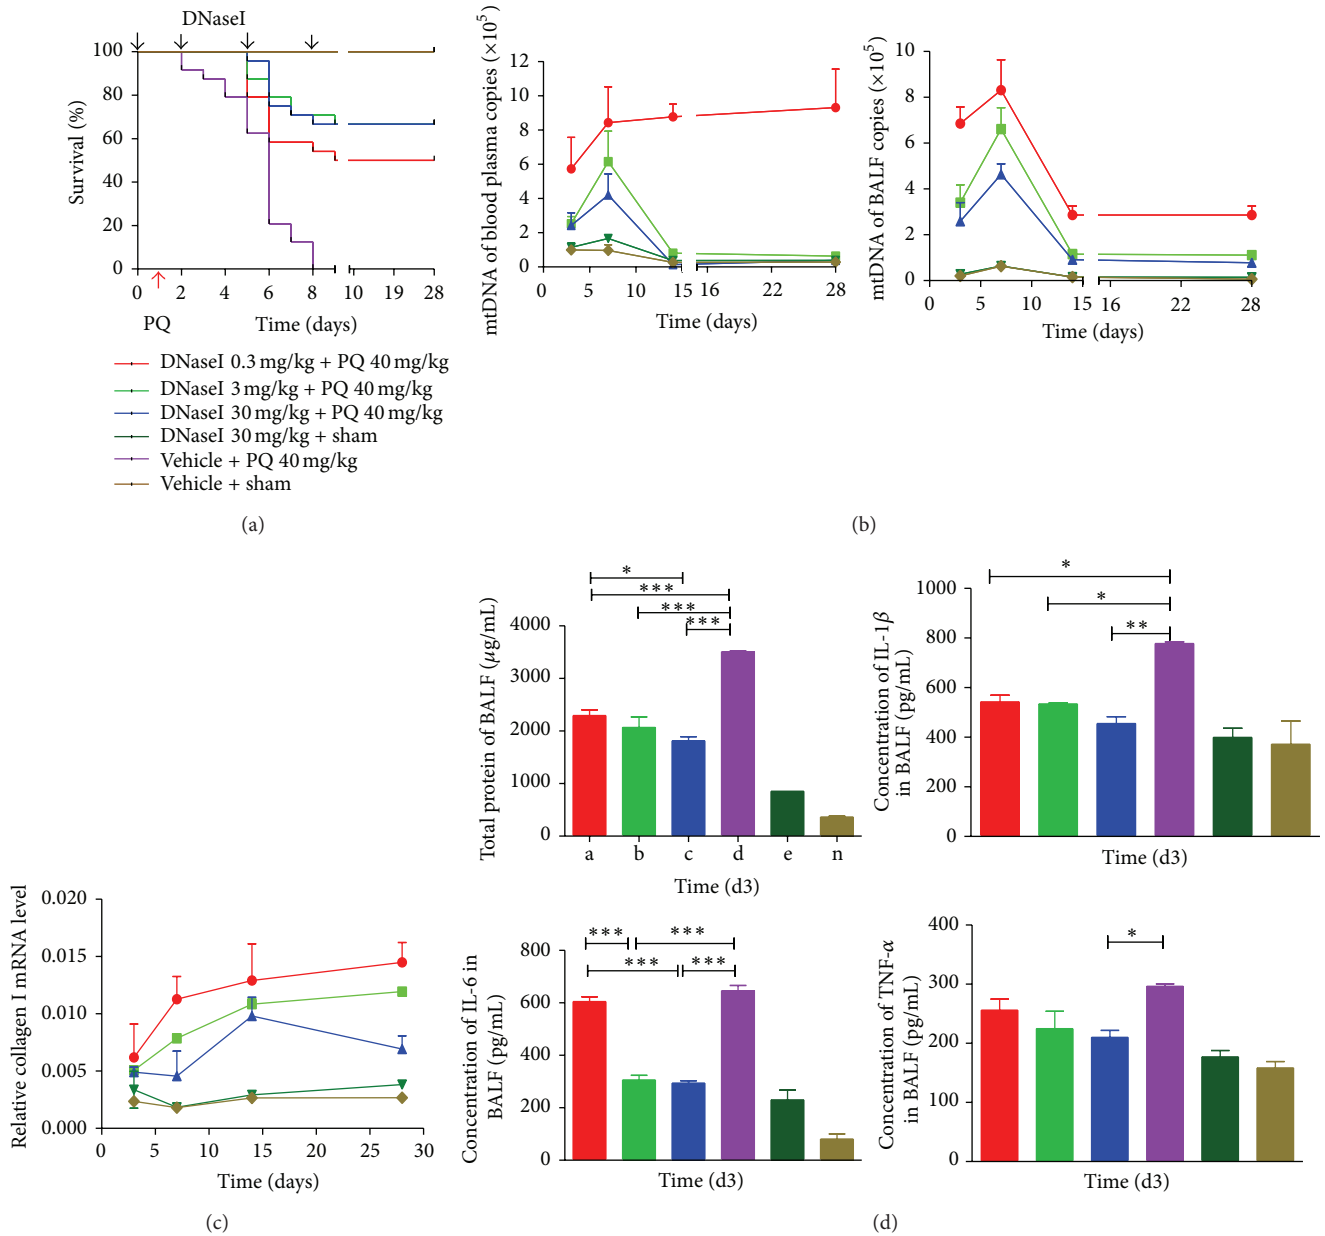 DNaseI
100
80
60
40
20
0
Survival (%)
0 2 4 6 8 10 19 28
PQ
Time (days)
DNaseI 0.3 mg/kg + PQ 40 mg/kg
DNaseI 3 mg/kg + PQ 40 mg/kg
DNaseI 30 mg/kg + PQ 40 mg/kg
DNaseI 30 mg/kg + sham
Vehicle + PQ 40 mg/kg
Vehicle + sham
(a)
mtDNA of blood plasma copies (×10⁵)
12
10
8
6
4
2
0
0 5 10 15 16 22 28
Time (days)
mtDNA of BALF copies (×10⁵)
8
6
4
2
0
0 5 10 15 16 22 28
Time (days)
(b)
Relative collagen I mRNA level
0.020
0.015
0.010
0.005
0.000
0 5 10 15 20 25 30
Time (days)
(c)
Total protein of BALF (μg/mL)
4000
3000
2000
1000
0
*
***
***
***
a b c d e n
Time (d3)
Concentration of IL-1β
in BALF (pg/mL)
1000
800
600
400
200
0
*
*
**
Time (d3)
Concentration of IL-6 in
BALF (pg/mL)
800
600
400
200
0
*** ***
*** ***
Time (d3)
Concentration of TNF-α
in BALF (pg/mL)
400
300
200
100
0
*
Time (d3)
(d)